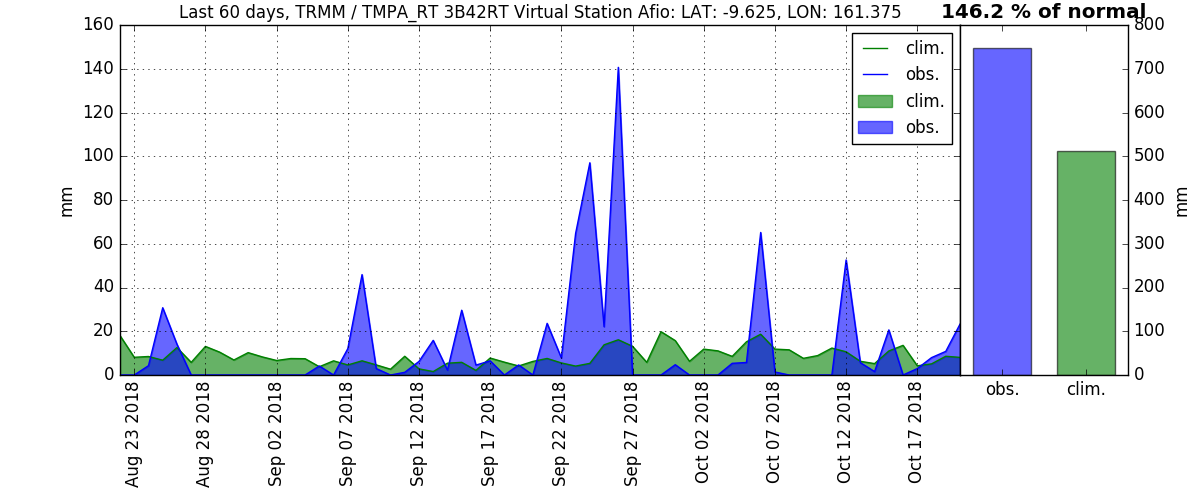 Last 60 days, TRMM / TMPA_RT 3B42RT Virtual Station Afio: LAT: -9.625, LON: 161.375
146.2 % of normal
160
140
120
100
80
60
40
20
0
mm
clim.
obs.
clim.
obs.
800
700
600
500
400
300
200
100
0
mm
Aug 23 2018
Aug 28 2018
Sep 02 2018
Sep 07 2018
Sep 12 2018
Sep 17 2018
Sep 22 2018
Sep 27 2018
Oct 02 2018
Oct 07 2018
Oct 12 2018
Oct 17 2018
obs.
clim.